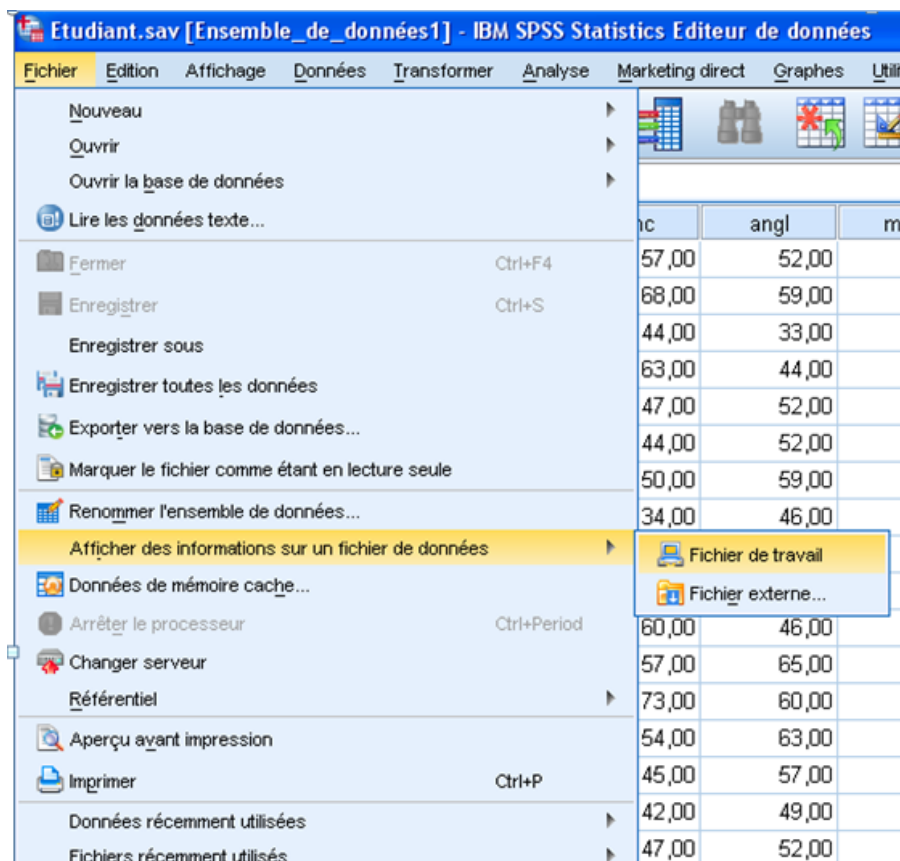 Etudiant.sav [Ensemble_de_données1] - IBM SPSS Statistics Editeur de données
Fichier Edition Affichage Données Transformer Analyse Marketing direct Graphes Utili
Nouveau
Ouvrir
Ouvrir la base de données
Lire les données texte...
Fermer Ctrl+F4
Enregistrer Ctrl+S
Enregistrer sous
Enregistrer toutes les données
Exporter vers la base de données...
Marquer le fichier comme étant en lecture seule
Renommer l'ensemble de données...
Afficher des informations sur un fichier de données
Données de mémoire cache...
Arrêter le processeur Ctrl+Period
Changer serveur
Référentiel
Aperçu avant impression
Imprimer Ctrl+P
Données récemment utilisées
Fichiers récemment utilisés
Fichier de travail
Fichier externe...
nc angl m
57,00 52,00
68,00 59,00
44,00 33,00
63,00 44,00
47,00 52,00
44,00 52,00
50,00 59,00
34,00 46,00
60,00 46,00
57,00 65,00
73,00 60,00
54,00 63,00
45,00 57,00
42,00 49,00
47,00 52,00